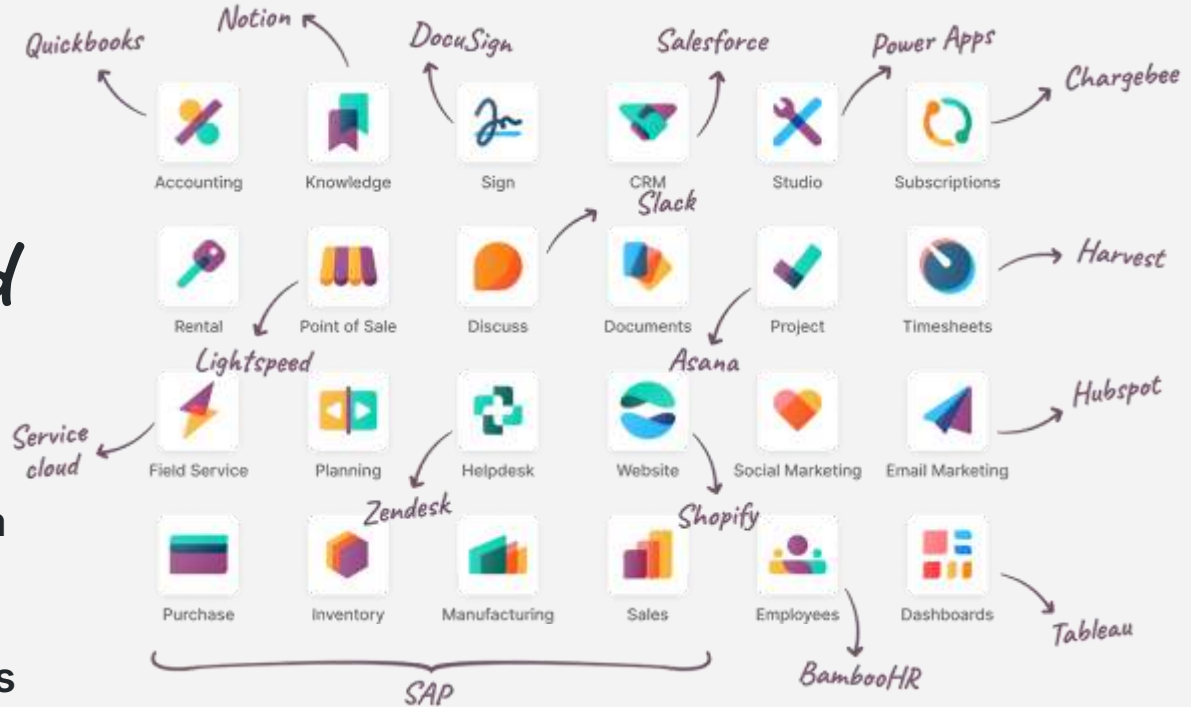 Notion
Quickbooks
DocuSign
Salesforce
Power Apps
Chargebee
Accounting
Knowledge
Sign
CRM
Studio
Subscriptions
Slack
d
Harvest
Rental
Point of Sale
Discuss
Documents
Project
Timesheets
Lightspeed
Asana
Hubspot
Service
cloud
Field Service
Planning
Helpdesk
Website
Social Marketing
Email Marketing
Zendesk
Shopify
n
Purchase
Inventory
Manufacturing
Sales
Employees
Dashboards
Tableau
s
SAP
BambooHR